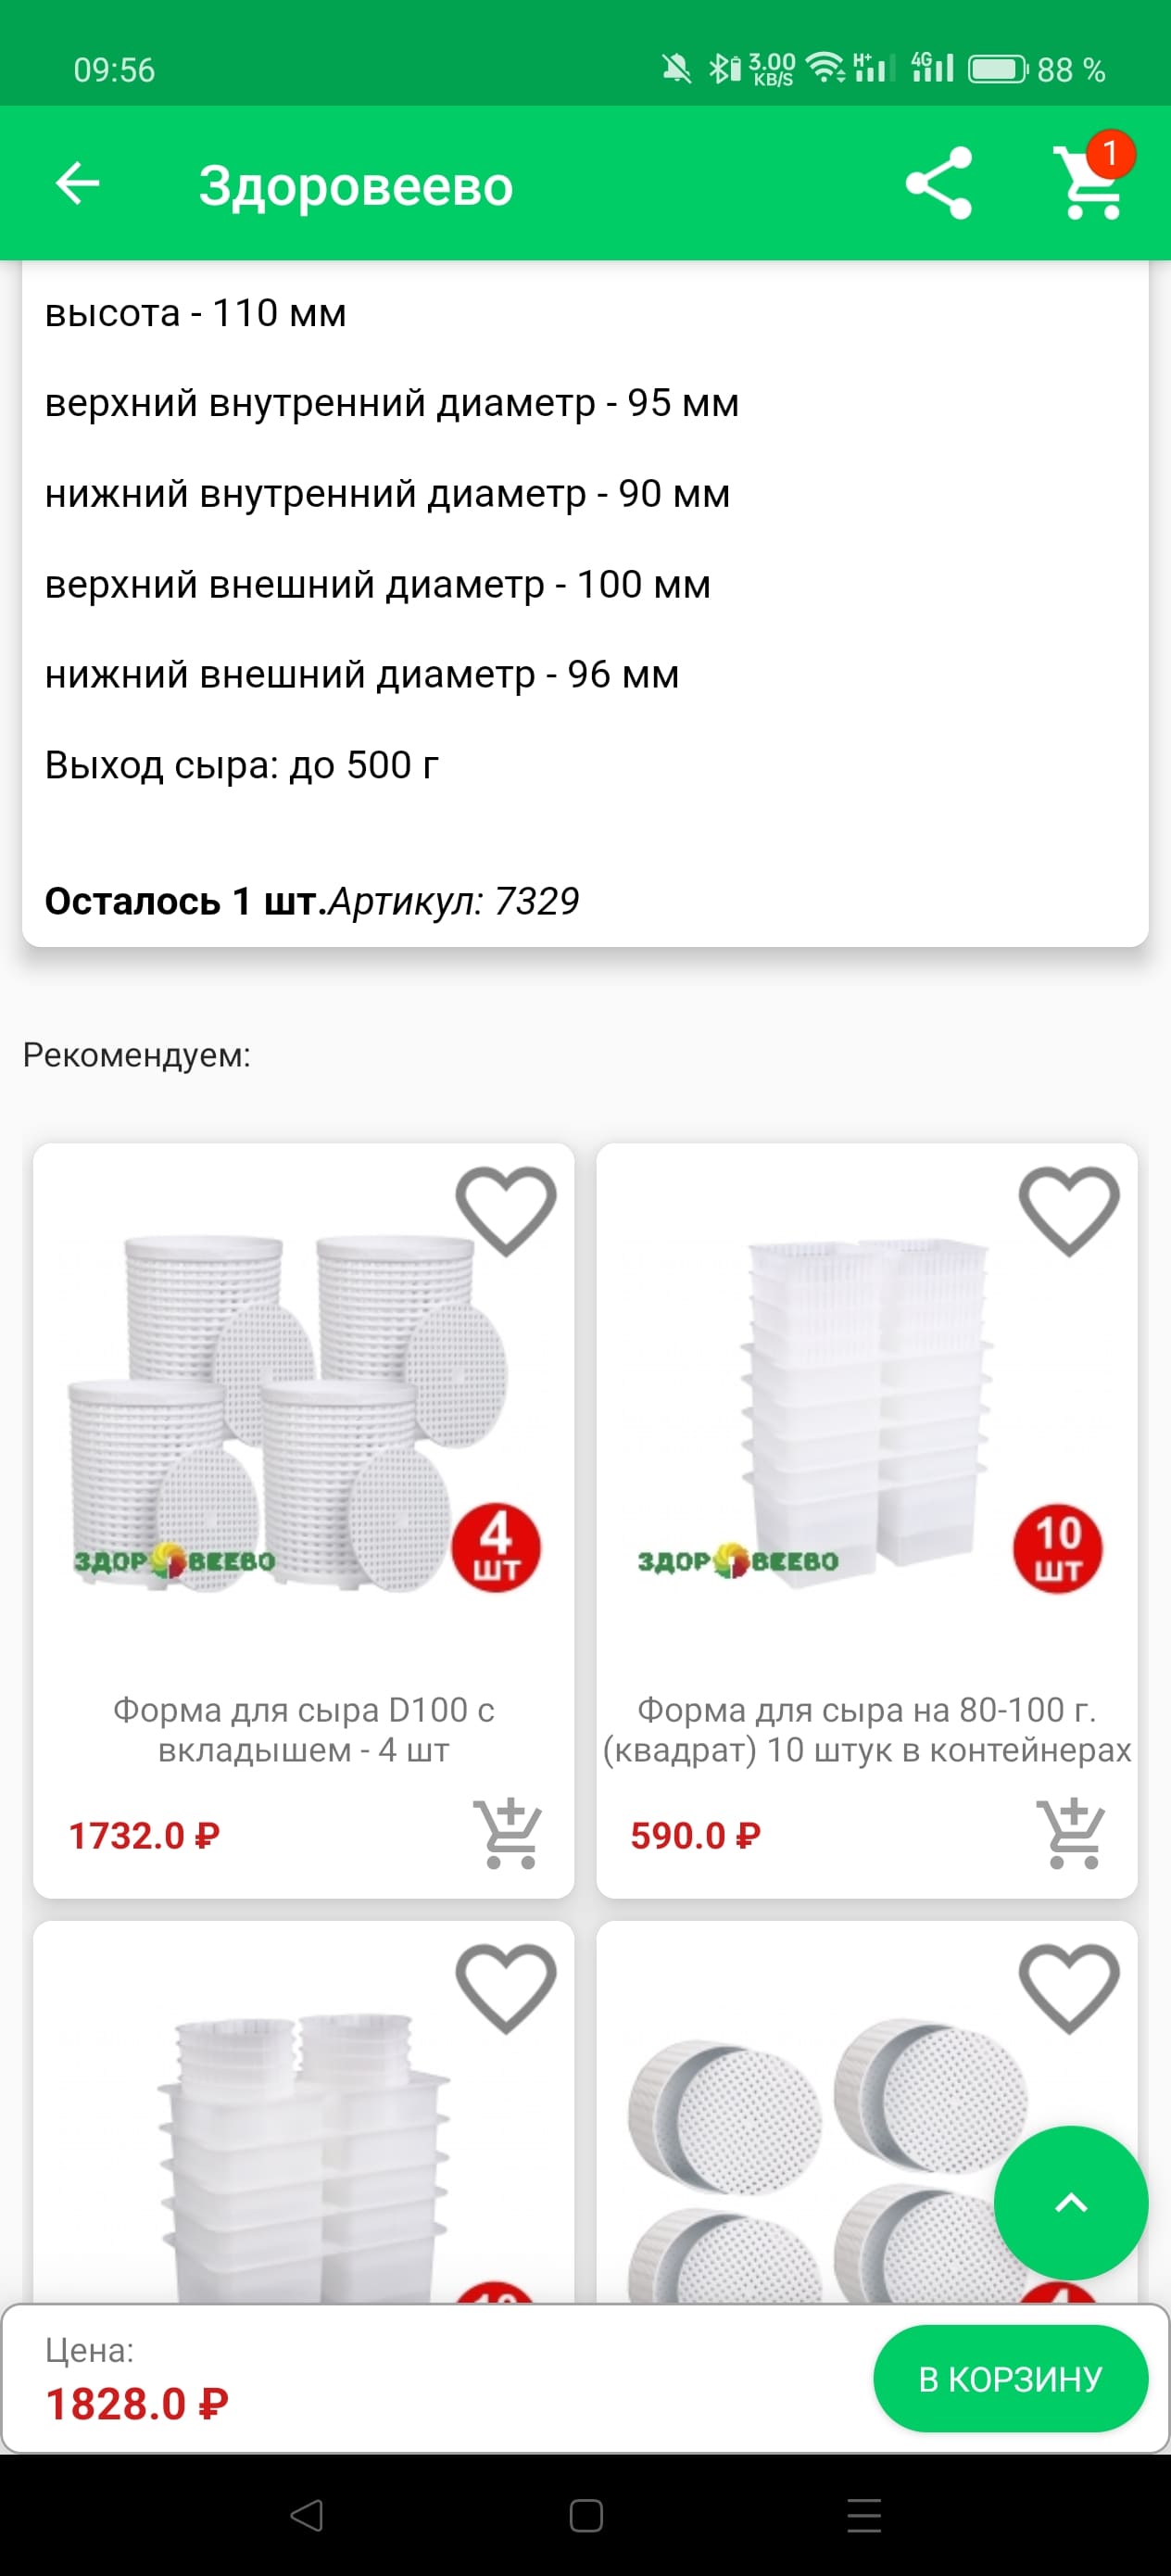 09:56
3.00
KB/S
H+
4G
88 %
Здоровеево
1
высота - 110 мм
верхний внутренний диаметр - 95 мм
нижний внутренний диаметр - 90 мм
верхний внешний диаметр - 100 мм
нижний внешний диаметр - 96 мм
Выход сыра: до 500 г
Осталось 1 шт.Артикул: 7329
Рекомендуем:
ЗДОРОВЕЕВО
4
ШТ
ЗДОРОВЕЕВО
10
ШТ
Форма для сыра D100 с
вкладышем - 4 шт
Форма для сыра на 80-100 г.
(квадрат) 10 штук в контейнерах
1732.0 ₽
590.0 ₽
10
4
Цена:
1828.0 ₽
В КОРЗИНУ